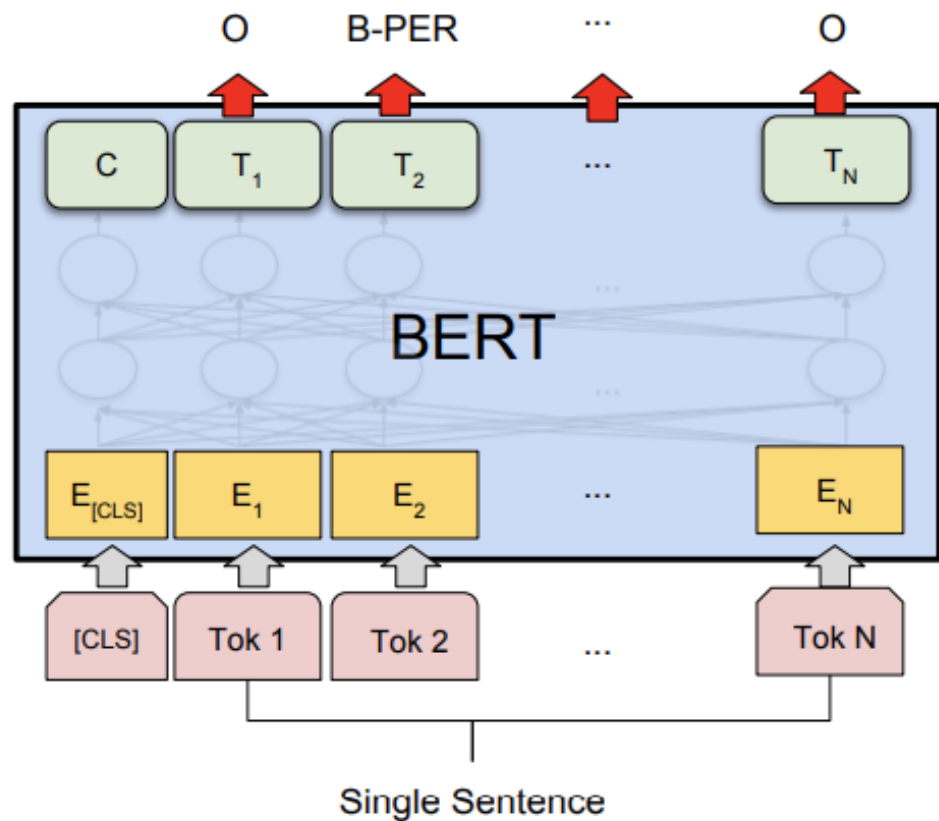 O B-PER ... O
C T1 T2 ... TN
...
BERT
...
E[CLS] E1 E2 ... EN
[CLS] Tok 1 Tok 2 ... Tok N
Single Sentence